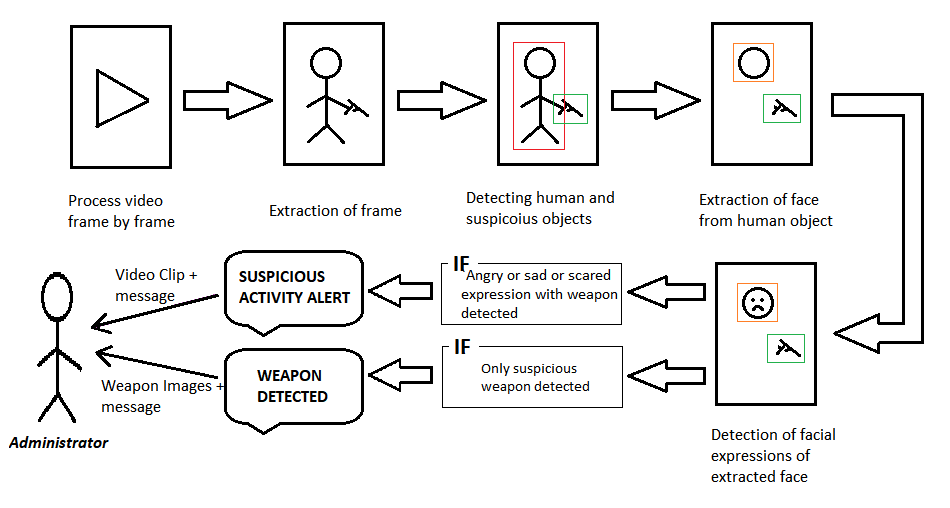 Process video
frame by frame
Extraction of frame
Detecting human and
suspicoius objects
Extraction of face
from human object
Video Clip +
message
SUSPICIOUS
ACTIVITY ALERT
IF
Angry or sad or scared
expression with weapon
detected
Weapon Images +
message
WEAPON
DETECTED
IF
Only suspicious
weapon detected
Administrator
Detection of facial
expressions of
extracted face